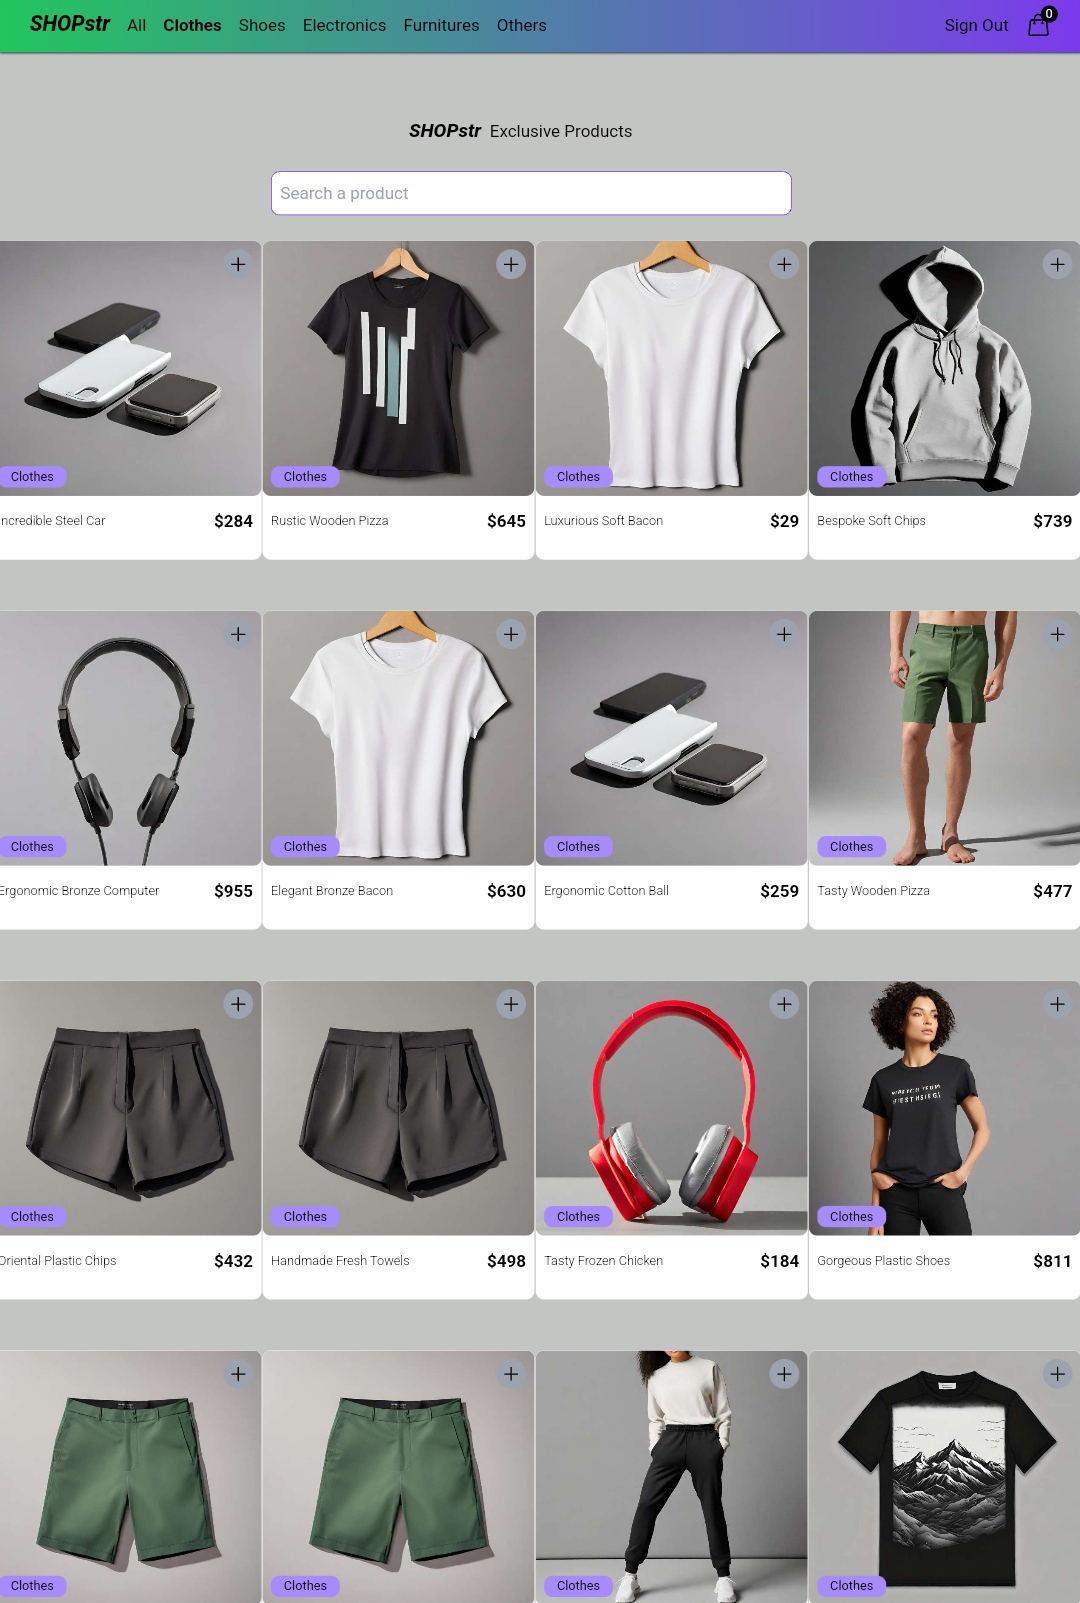 SHOPstr All Clothes Shoes Electronics Furnitures Others Sign Out 0
SHOPstr Exclusive Products
Search a product
Clothes Clothes Clothes Clothes
ncredible Steel Car $284 Rustic Wooden Pizza $645 Luxurious Soft Bacon $29 Bespoke Soft Chips $739
Clothes Clothes Clothes Clothes
Ergonomic Bronze Computer $955 Elegant Bronze Bacon $630 Ergonomic Cotton Ball $259 Tasty Wooden Pizza $477
Clothes Clothes Clothes Clothes
Oriental Plastic Chips $432 Handmade Fresh Towels $498 Tasty Frozen Chicken $184 Gorgeous Plastic Shoes $811
Clothes Clothes Clothes Clothes